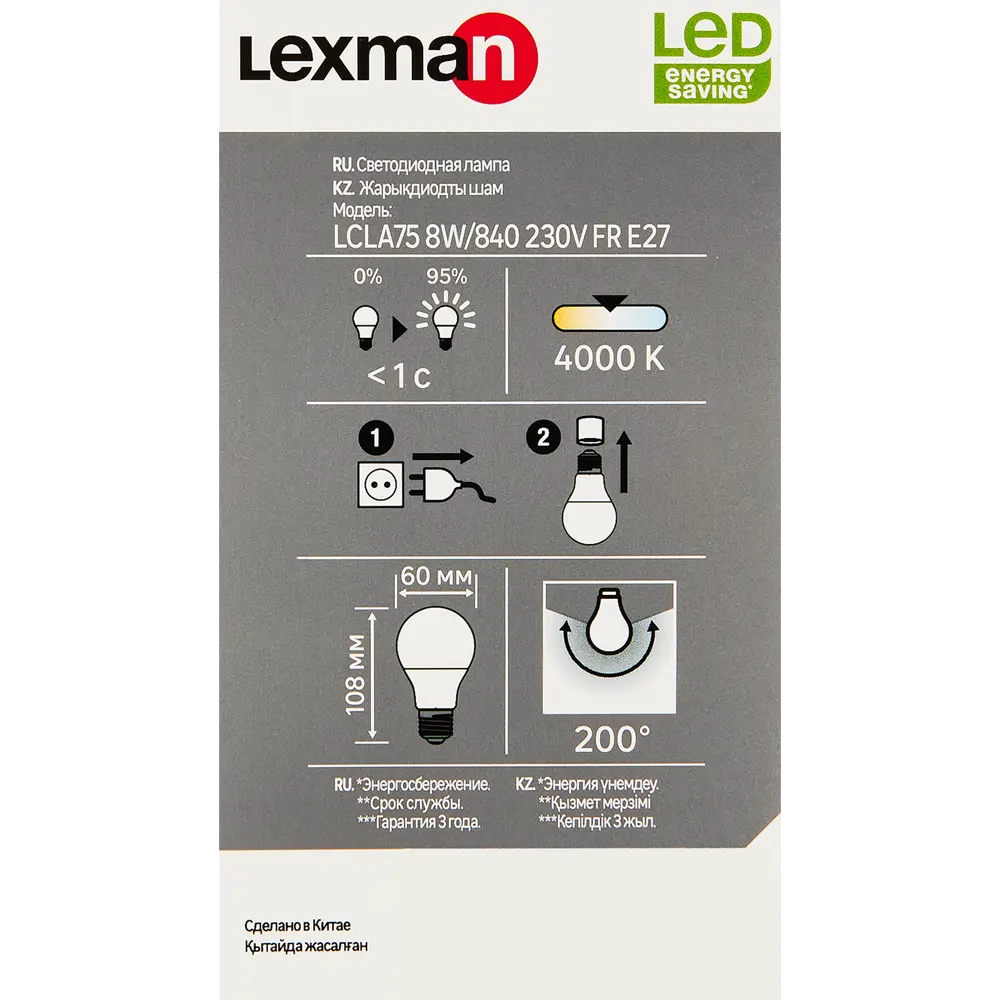 Lexman
LED
ENERGY
SAVING*
RU. Светодиодная лампа
KZ. Жарықдиодты шам
Модель:
LCLA75 8W/840 230V FR E27
0% 95%
< 1 с
4000 K
1
2
60 мм
108 мм
200°
RU. *Энергосбережение.
**Срок службы.
***Гарантия 3 года.
KZ. *Энергия үнемдеу.
**Қызмет мерзімі
***Кепілдік 3 жыл.
Сделано в Китае
Қытайда жасалған